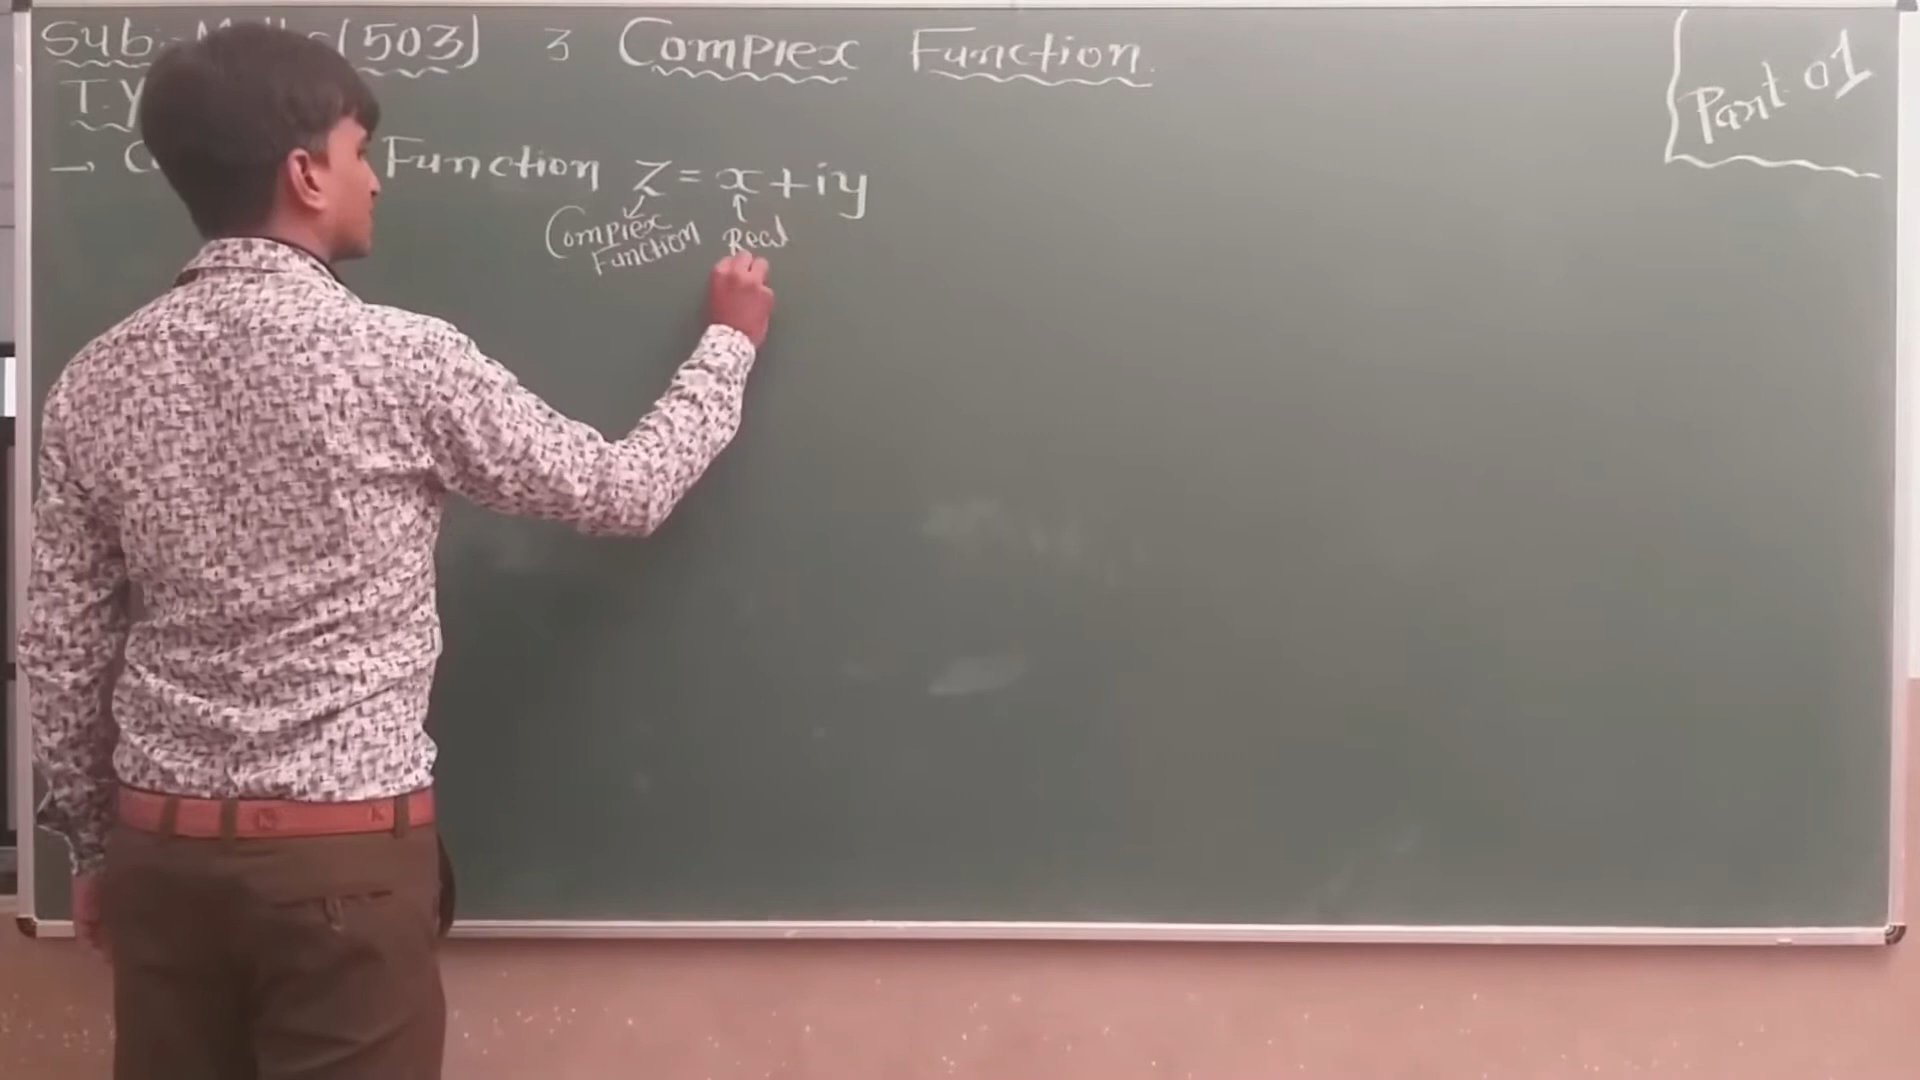 Sub:- (503) 3 Complex Function.
Part 01
T.Y
→ Function Z = x + iy
Complex Real
Function